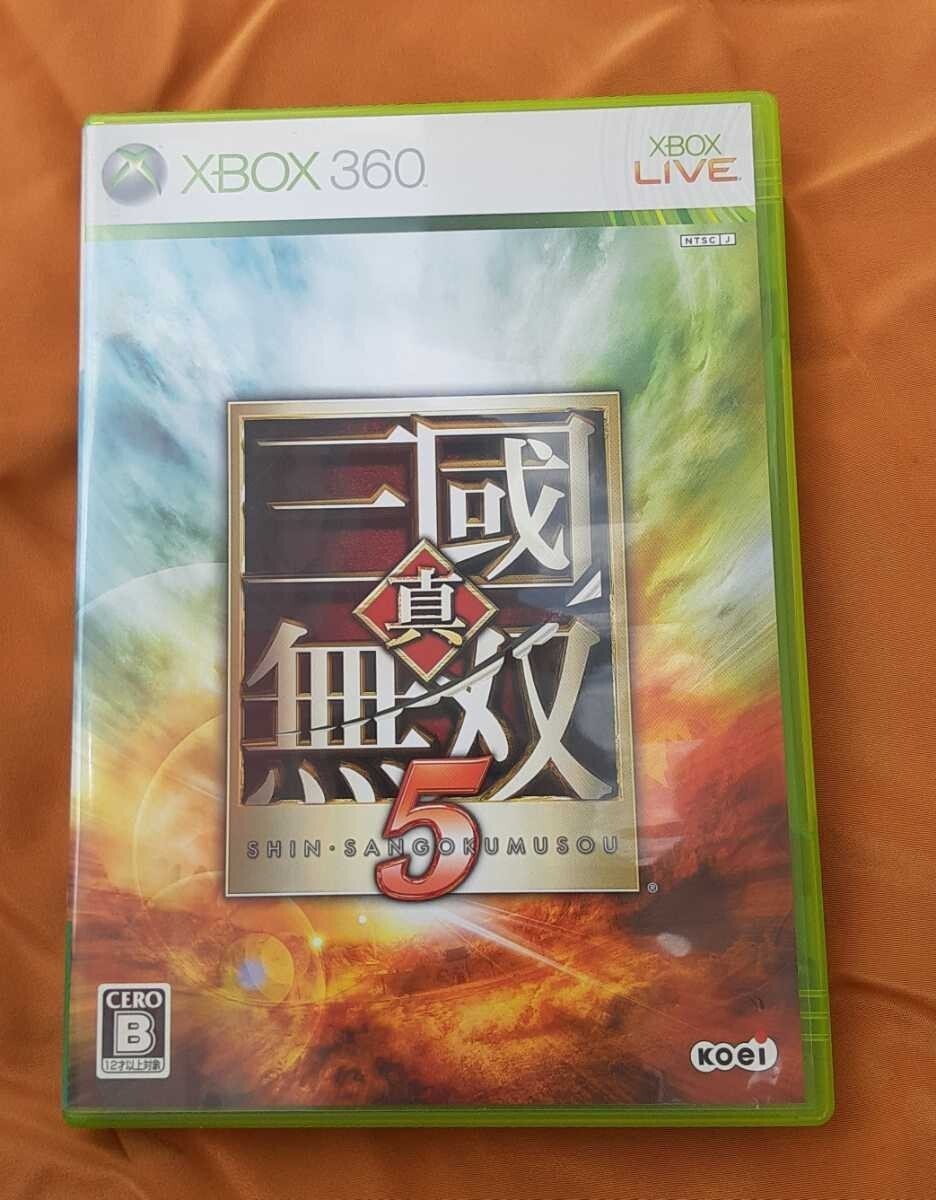 XBOX 360
XBOX
LIVE
NTSC J
三國
真
無双
5
SHIN・SANGOKUMUSOU
®
CERO
B
12才以上対象
KOEI